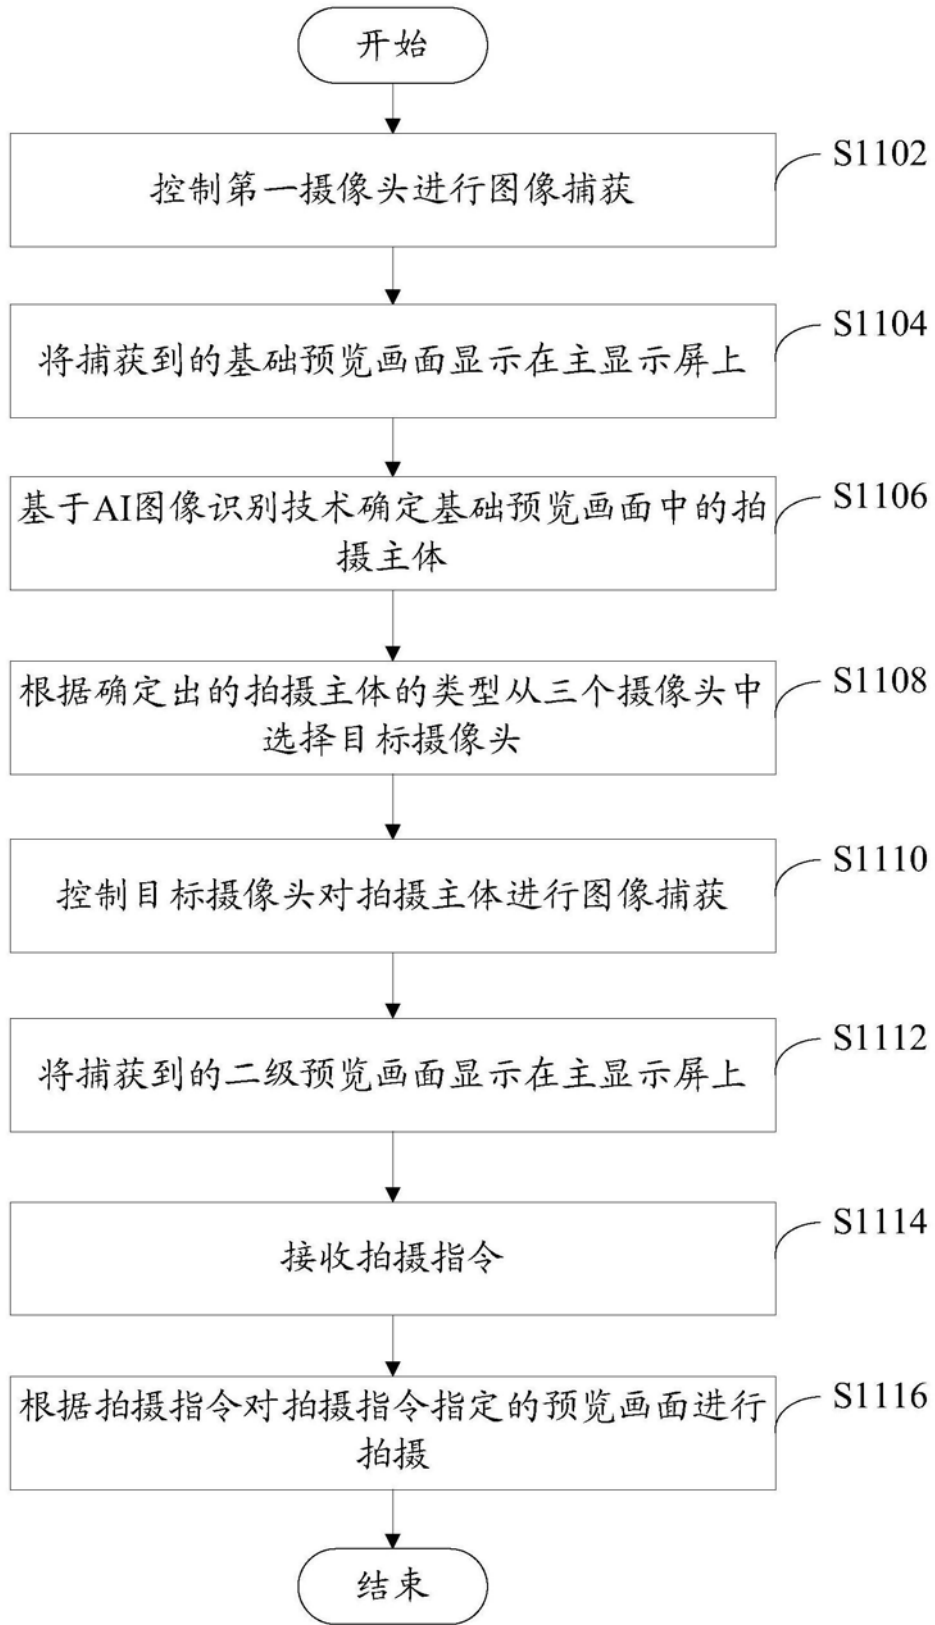 开始
S1102
控制第一摄像头进行图像捕获
S1104
将捕获到的基础预览画面显示在主显示屏上
S1106
基于AI图像识别技术确定基础预览画面中的拍
摄主体
S1108
根据确定出的拍摄主体的类型从三个摄像头中
选择目标摄像头
S1110
控制目标摄像头对拍摄主体进行图像捕获
S1112
将捕获到的二级预览画面显示在主显示屏上
S1114
接收拍摄指令
S1116
根据拍摄指令对拍摄指令指定的预览画面进行
拍摄
结束